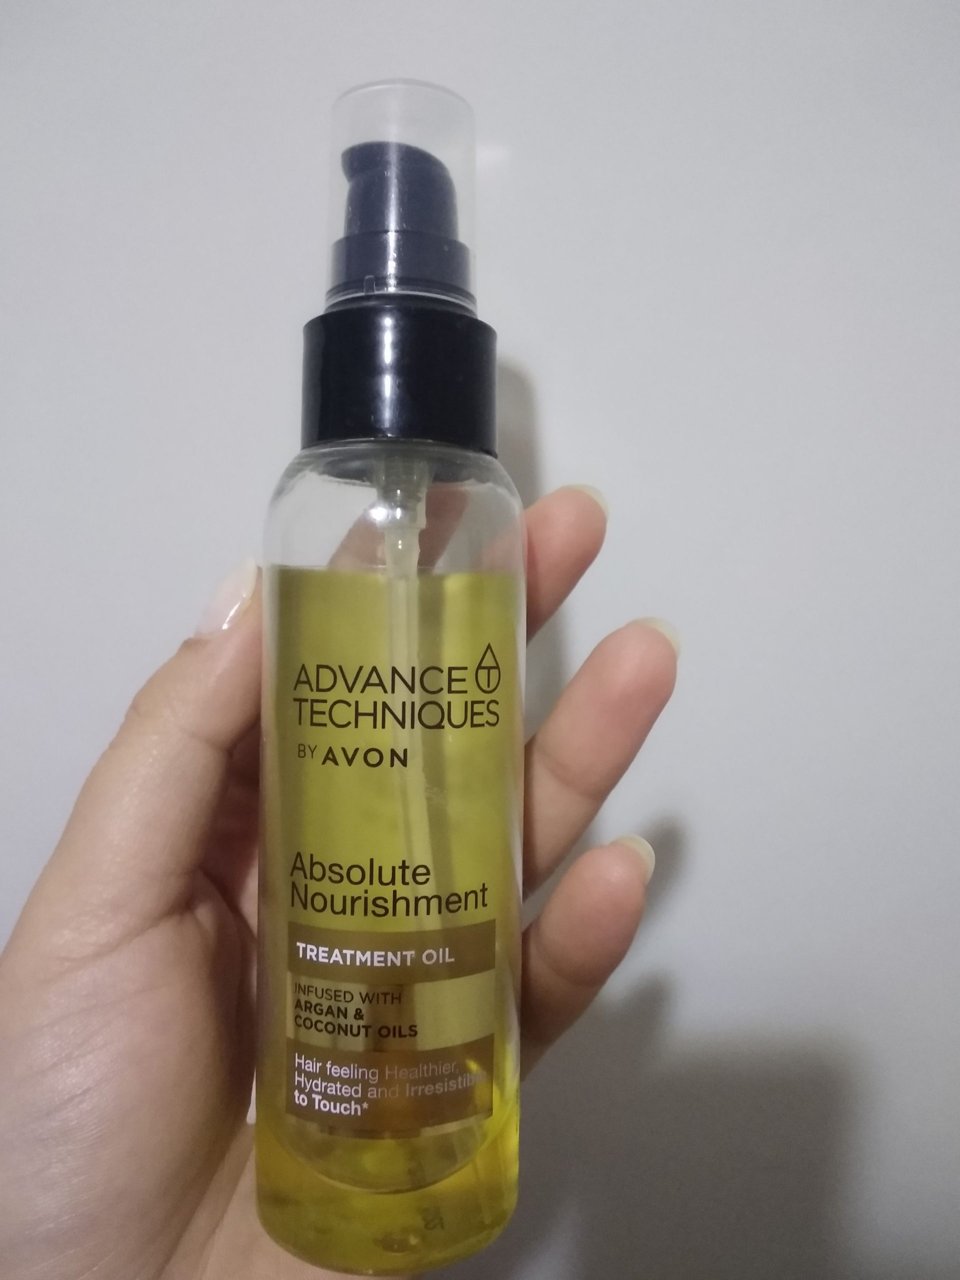 ADVANCE
TECHNIQUES
BY AVON
Absolute
Nourishment
TREATMENT OIL
INFUSED WITH
ARGAN &
COCONUT OILS
Hair feeling Healthier,
Hydrated and Irresistible
to Touch*